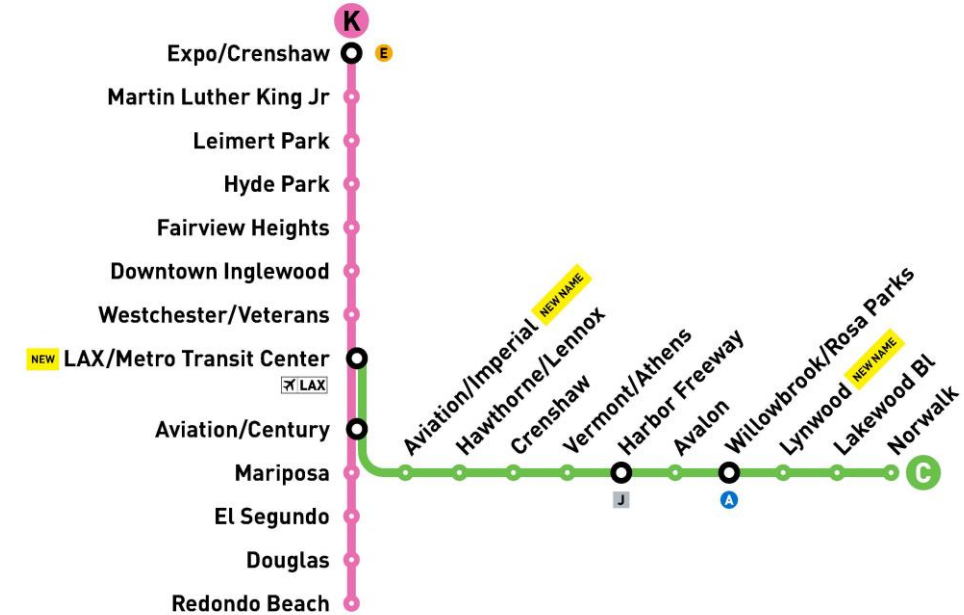 K
Expo/Crenshaw E
Martin Luther King Jr
Leimert Park
Hyde Park
Fairview Heights
Downtown Inglewood
Westchester/Veterans
NEW LAX/Metro Transit Center
LAX
Aviation/Century
Mariposa
El Segundo
Douglas
Redondo Beach
Aviation/Imperial NEW NAME
Hawthorne/Lennox
Crenshaw
Vermont/Athens
Harbor Freeway
J
Avalon
Willowbrook/Rosa Parks
A
Lynwood NEW NAME
Lakewood Bl
Norwalk
C